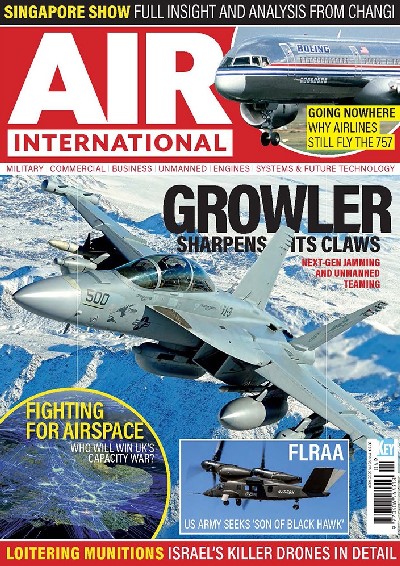 SINGAPORE SHOW FULL INSIGHT AND ANALYSIS FROM CHANGI
AIR
INTERNATIONAL
BOEING
GOING NOWHERE
WHY AIRLINES
STILL FLY THE 757
MILITARY | COMMERCIAL | BUSINESS | UNMANNED | ENGINES | SYSTEMS & FUTURE TECHNOLOGY
GROWLER
SHARPENS ITS CLAWS
NEXT-GEN JAMMING
AND UNMANNED
TEAMING
500
FIGHTING
FOR AIRSPACE
WHO WILL WIN UK'S
CAPACITY WAR?
FLRAA
US ARMY SEEKS 'SON OF BLACK HAWK'
KEY
LOITERING MUNITIONS ISRAEL'S KILLER DRONES IN DETAIL